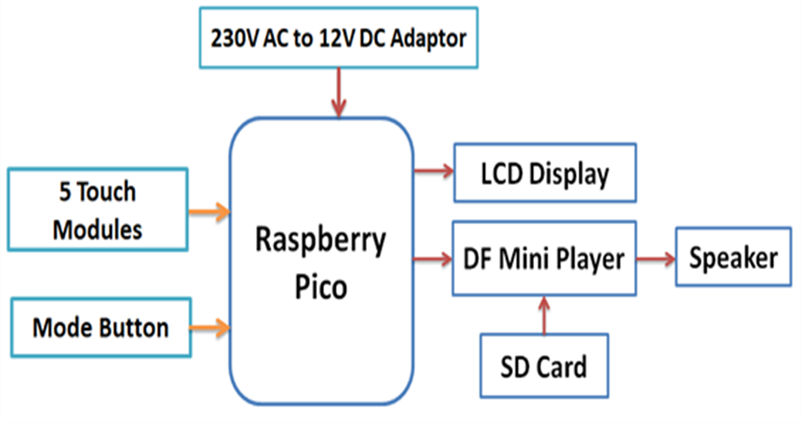 230V AC to 12V DC Adaptor
5 Touch
Modules
Mode Button
Raspberry
Pico
LCD Display
DF Mini Player
Speaker
SD Card